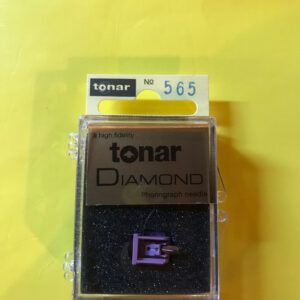 tonar No 565
a high fidelity
tonar
DIAMOND
Phonograph needle